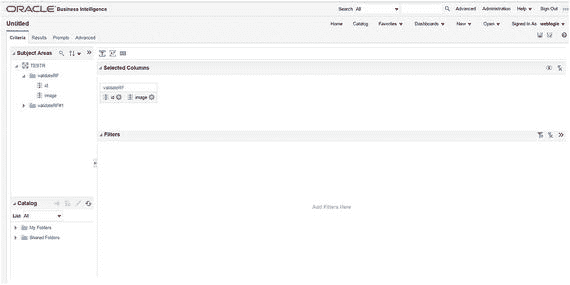 ORACLE Business Intelligence Search All Advanced Administration Help Sign Out
Untitled Home Catalog Favorites Dashboards New Open Signed In As weblogic
Criteria Results Prompts Advanced
Subject Areas
TESTR
validateRF
id
image
validateRF#1
Selected Columns
validateRF
id image
Filters
Add Filters Here
Catalog
List All
My Folders
Shared Folders